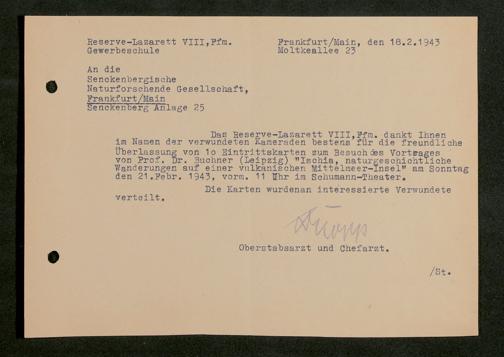 Reserve-Lazarett VIII,Ffm.
Gewerbeschule
Frankfurt/Main, den 18.2.1943
Moltkeallee 23
An die
Senckenbergische
Naturforschende Gesellschaft,
Frankfurt/Main
Senckenberg Anlage 25
Das Reserve-Lazarett VIII,Ffm. dankt Ihnen
im Namen der verwundeten Kameraden bestens für die freundliche
Überlassung von 10 Eintrittskarten zum Besuch des Vortrages
von Prof. Dr. Buchner (Leipzig) "Ischia, naturgeschichtliche
Wanderungen auf einer vulkanischen Mittelmeer-Insel" am Sonntag
den 21.Febr. 1943, vorm. 11 Uhr im Schumann-Theater.
Die Karten wurdenan interessierte Verwundete
verteilt.
Oberstabsarzt und Chefarzt.
/St.